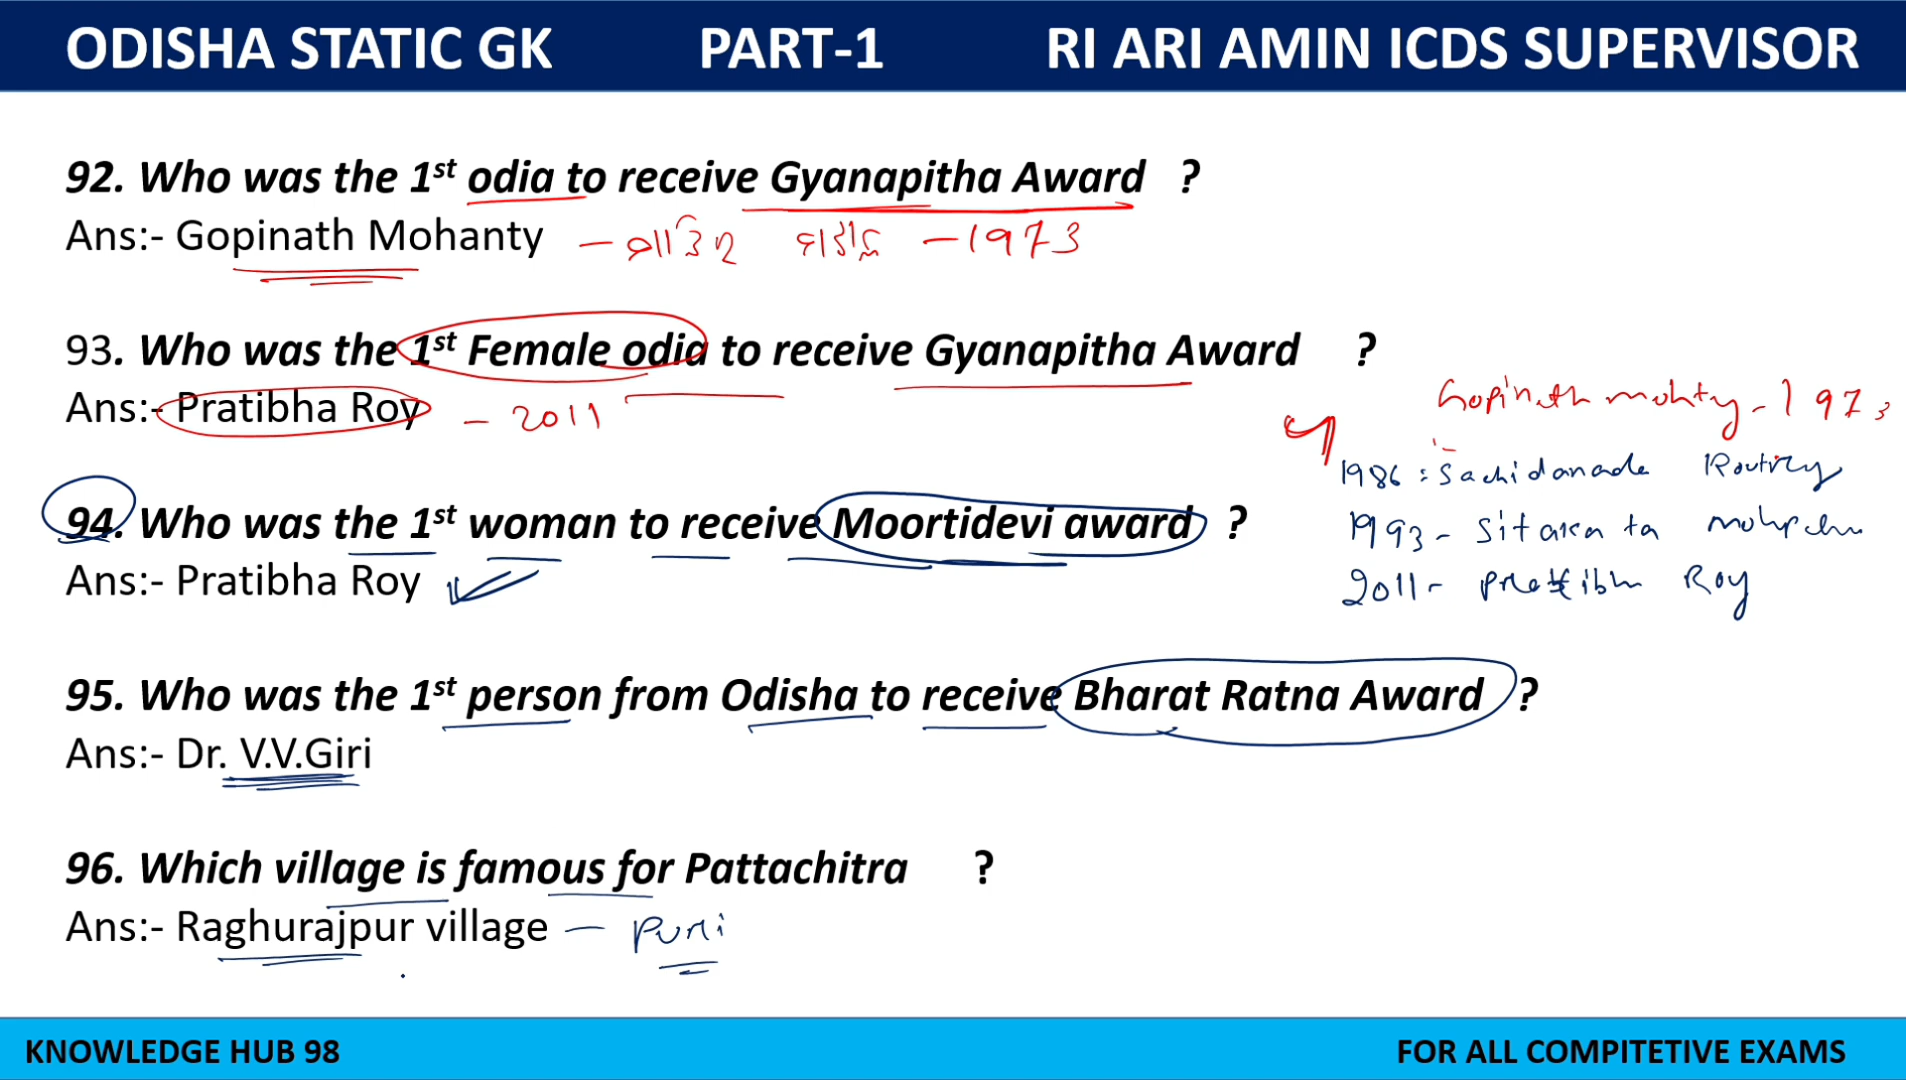 ODISHA STATIC GK PART-1 RI ARI AMIN ICDS SUPERVISOR
92. Who was the 1st odia to receive Gyanapitha Award ?
Ans:- Gopinath Mohanty – – 1973
93. Who was the 1st Female odia to receive Gyanapitha Award ?
Ans:- Pratibha Roy – 2011
Gopinath mohty - 1973
1986 : Sachidanade Routray
1993 - Sitakanta
2011 - Roy
94. Who was the 1st woman to receive Moortidevi award ?
Ans:- Pratibha Roy
95. Who was the 1st person from Odisha to receive Bharat Ratna Award ?
Ans:- Dr. V.V.Giri
96. Which village is famous for Pattachitra ?
Ans:- Raghurajpur village – Puri
KNOWLEDGE HUB 98 FOR ALL COMPITETIVE EXAMS